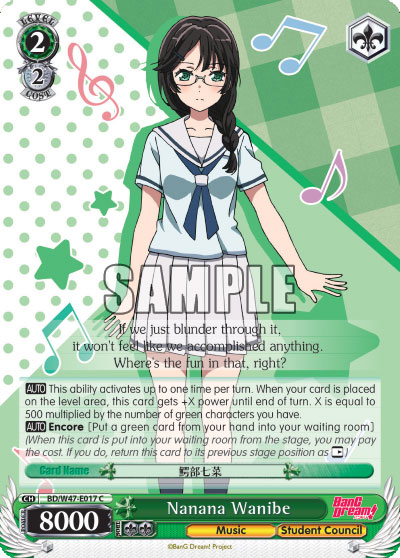 LEVEL
2
2
COST
SAMPLE
If we just blunder through it,
it won't feel like we accomplished anything.
Where's the fun in that, right?
AUTO This ability activates up to one time per turn. When your card is placed
on the level area, this card gets +X power until end of turn. X is equal to
500 multiplied by the number of green characters you have.
AUTO Encore [Put a green card from your hand into your waiting room]
(When this card is put into your waiting room from the stage, you may pay
the cost. If you do, return this card to its previous stage position as
Card Name 鰐部七菜
CH BD/W47-E017 C
POWER 8000
Nanana Wanibe
BanG Dream!
Music Student Council
©BanG Dream! Project